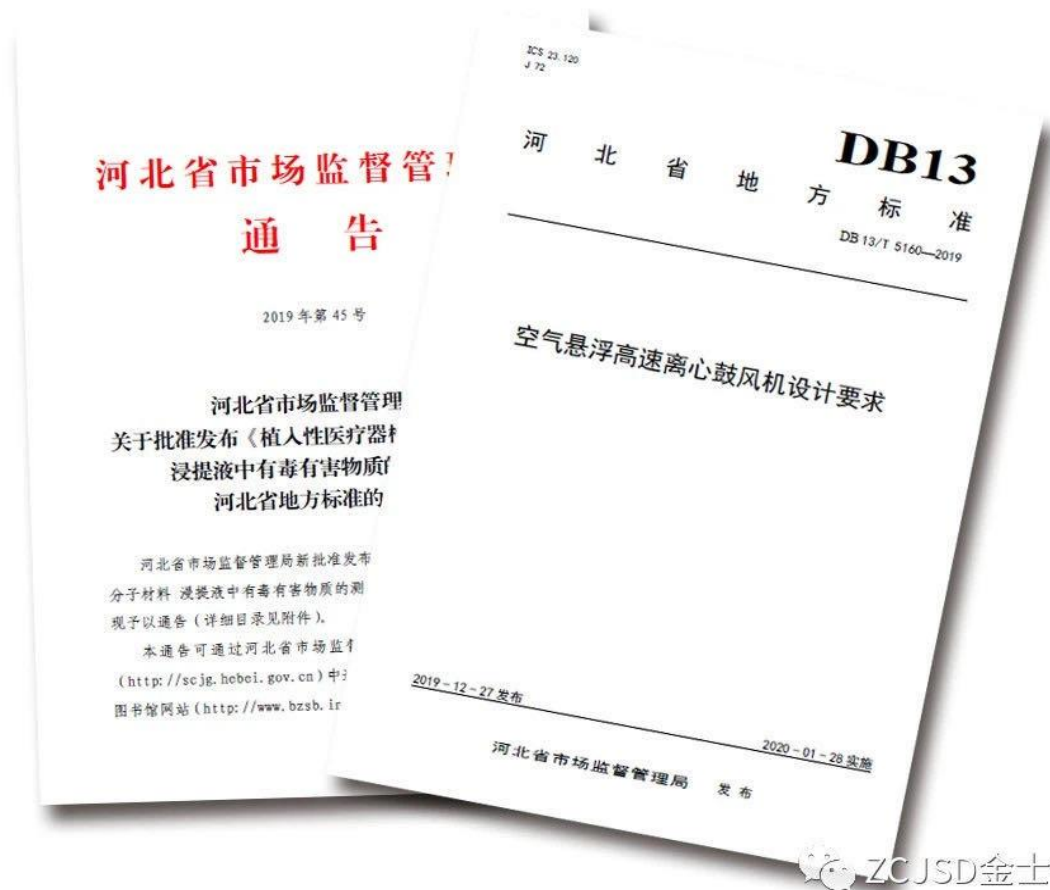 河北省市场监督管
通 告
2019年第45号
河北省市场监督管理
关于批准发布《植入性医疗器
浸提液中有毒有害物质
河北省地方标准的
河北省市场监督管理局新批准发布
分子材料 浸提液中有毒有害物质的测
现予以通告（详细目录见附件）。
本通告可通过河北省市场监
（http://scjg.hebei.gov.cn）中
图书馆网站（http://www.bzsb.ir
ICS 23.120
J 72
DB13
河北省地方标准
DB 13/T 5160—2019
空气悬浮高速离心鼓风机设计要求
2019-12-27发布
2020-01-28实施
河北省市场监督管理局 发布
ZCJSD金士